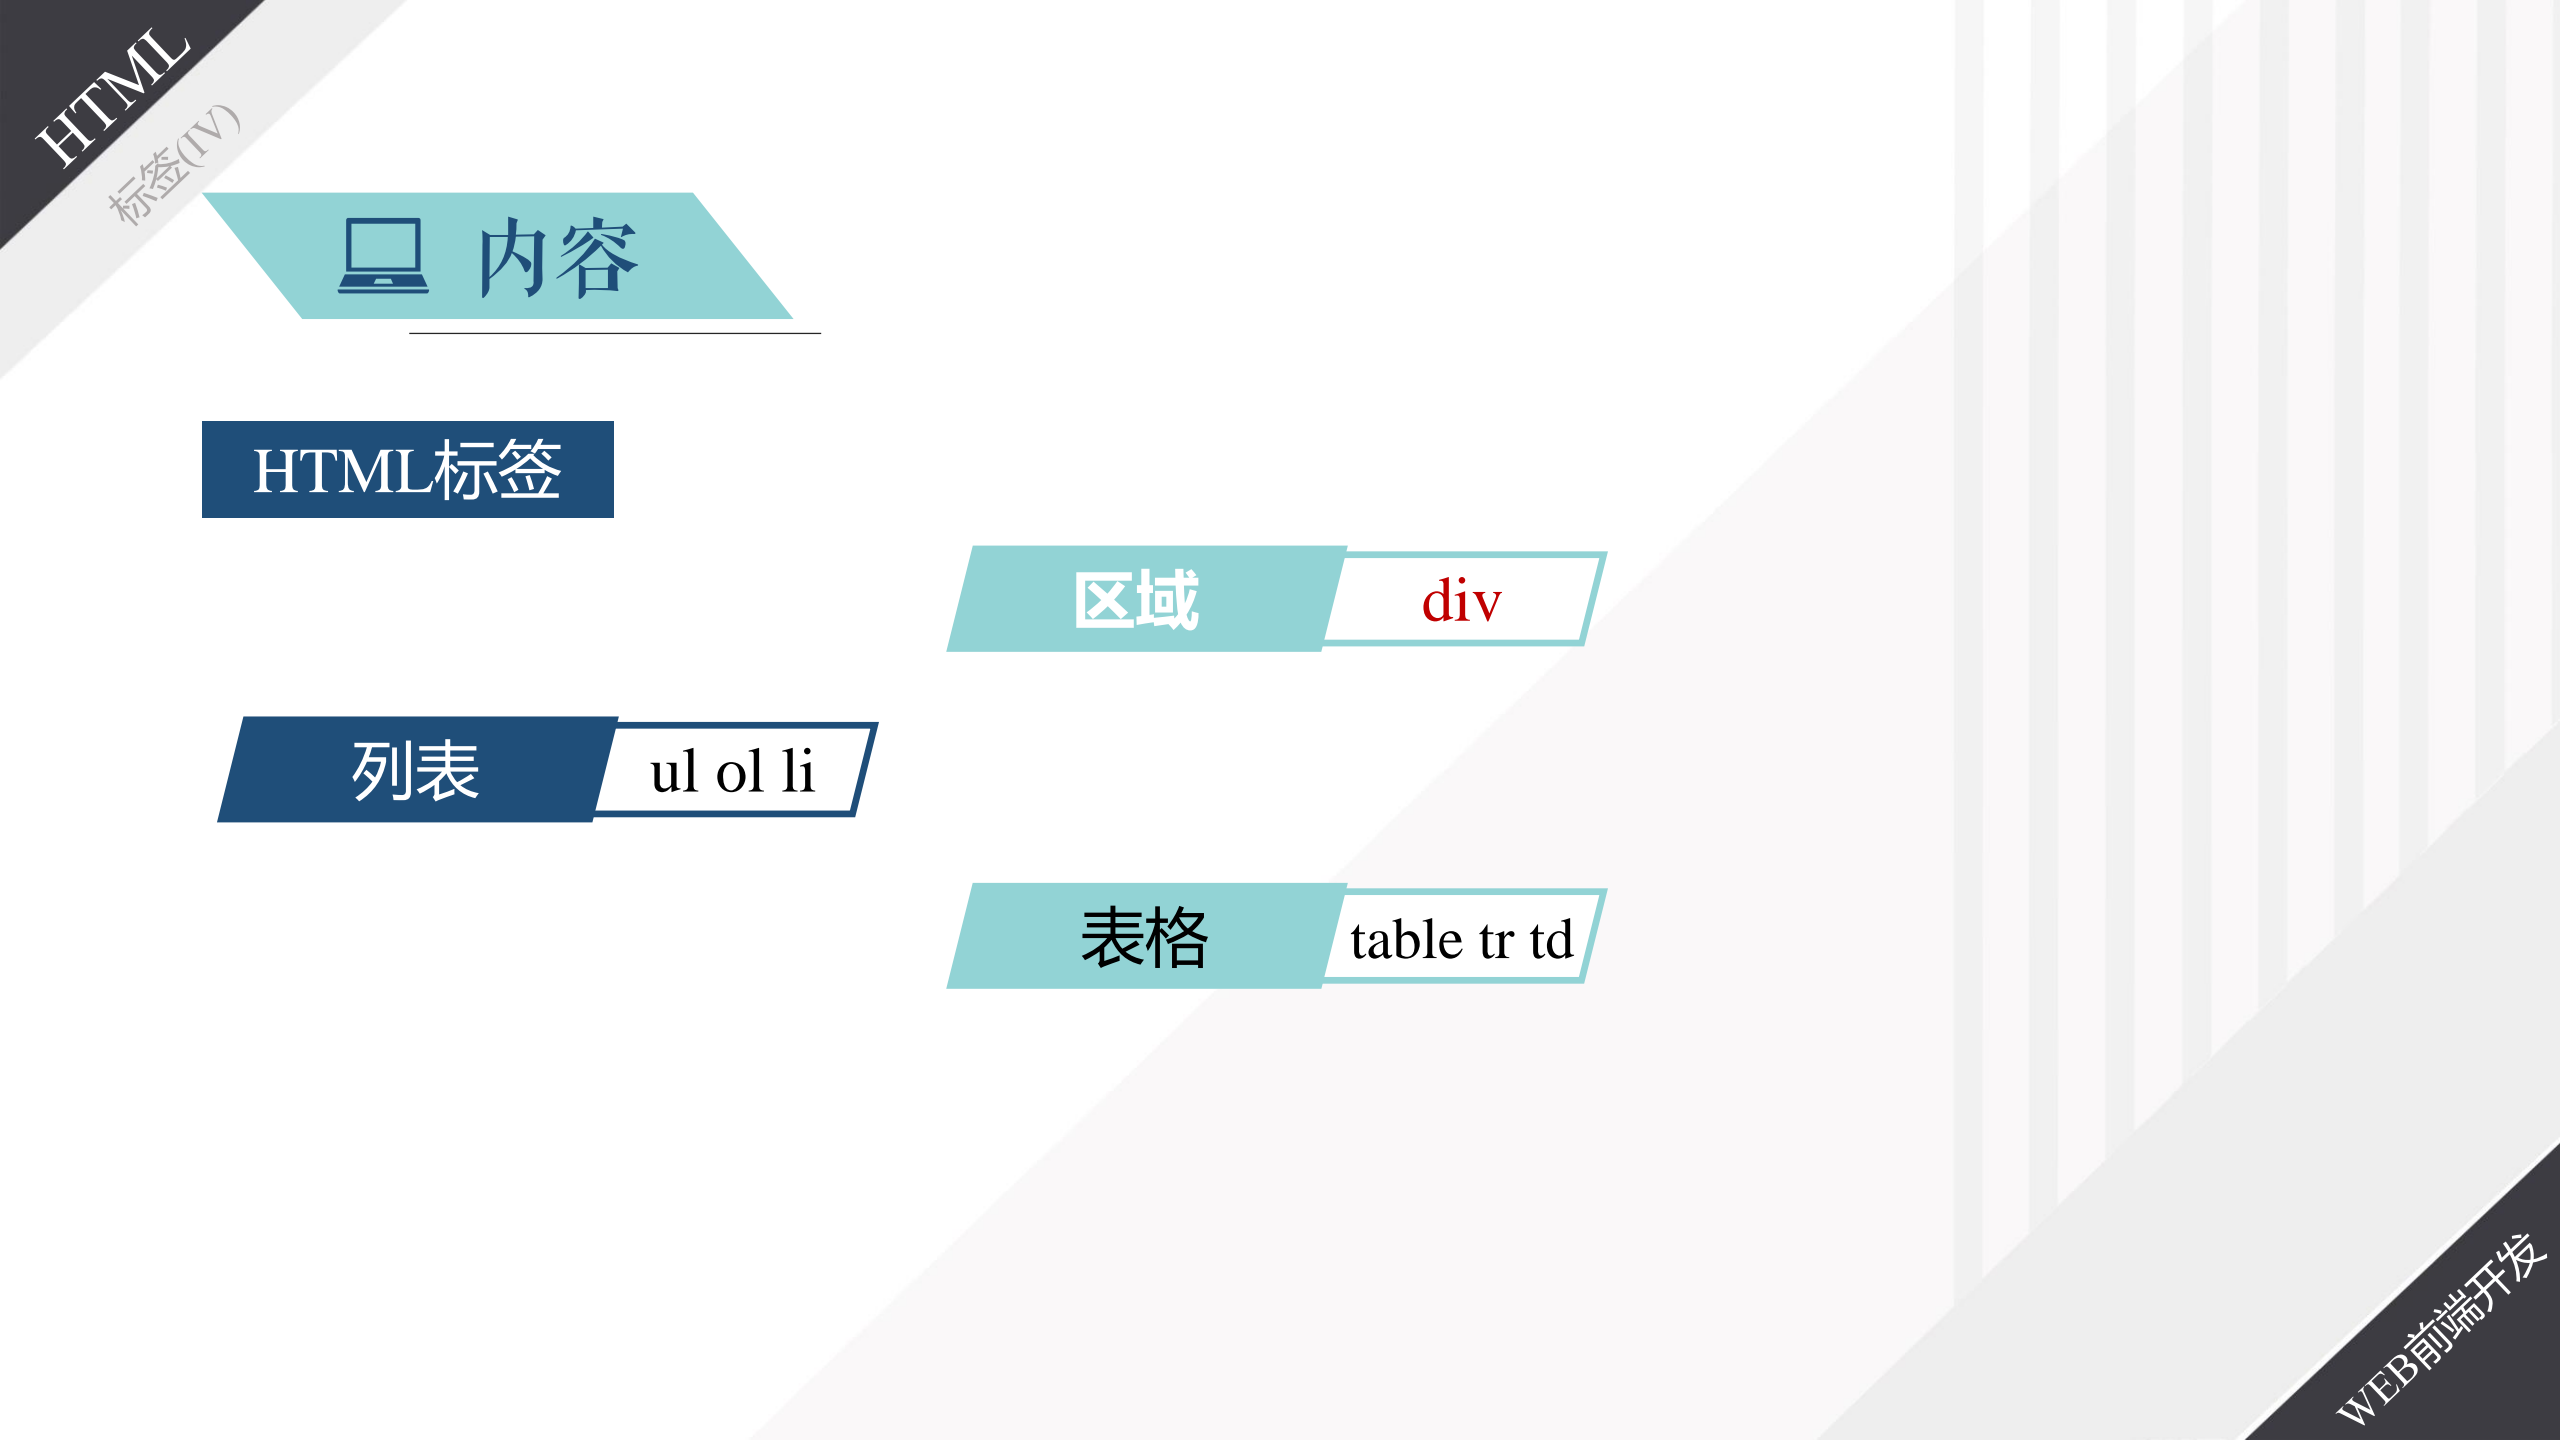 HTML
标签(IV)
内容
HTML标签
区域 div
列表 ul ol li
表格 table tr td
WEB前端开发